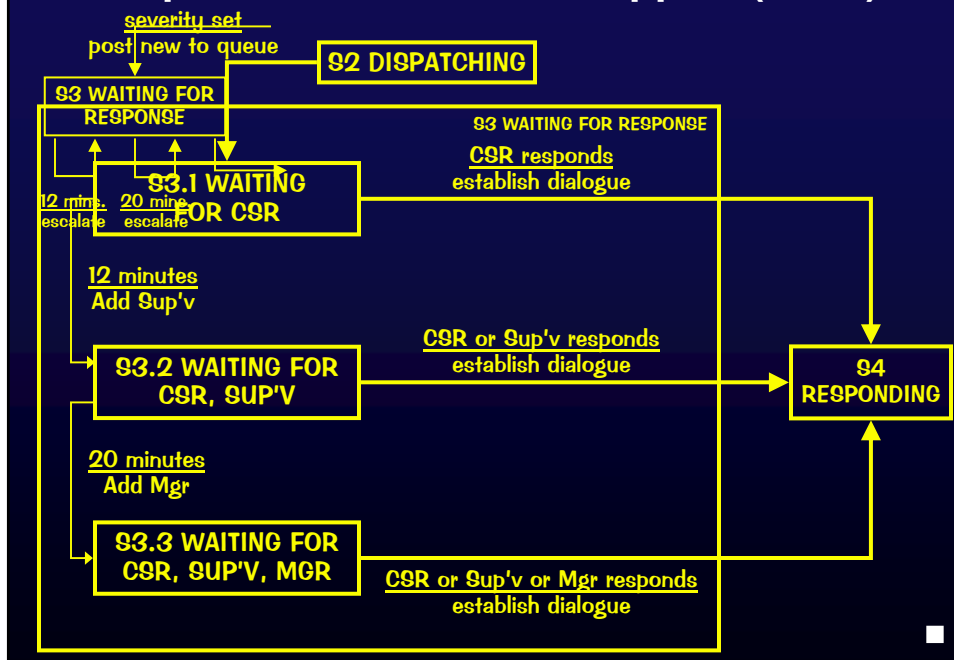 severity set
post new to queue
S2 DISPATCHING
S3 WAITING FOR
RESPONSE
S3 WAITING FOR RESPONSE
CSR responds
establish dialogue
S3.1 WAITING
FOR CSR
12 mins.
escalate
20 mins.
escalate
12 minutes
Add Sup'v
CSR or Sup'v responds
establish dialogue
S3.2 WAITING FOR
CSR, SUP'V
S4
RESPONDING
20 minutes
Add Mgr
S3.3 WAITING FOR
CSR, SUP'V, MGR
CSR or Sup'v or Mgr responds
establish dialogue